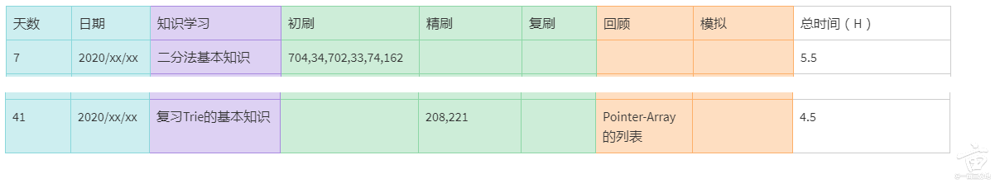 天数 日期 知识学习 初刷 精刷 复刷 回顾 模拟 总时间（H）
7 2020/xx/xx 二分法基本知识 704,34,702,33,74,162 5.5
41 2020/xx/xx 复习Trie的基本知识 208,221 Pointer-Array 4.5
的列表